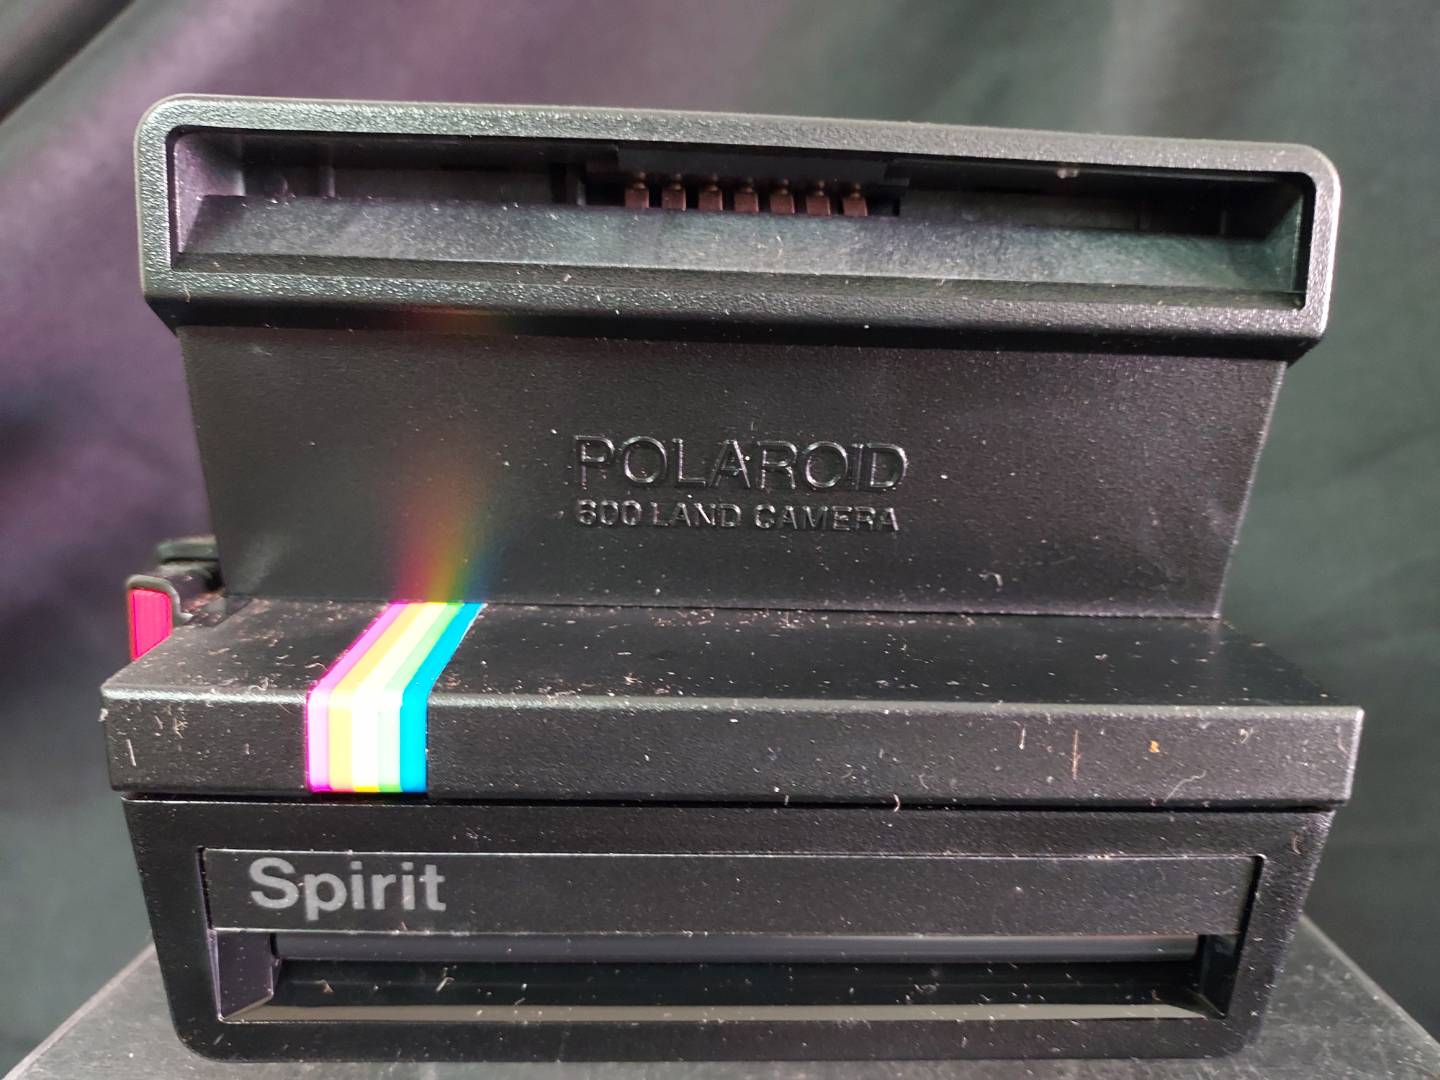 POLAROID
600 LAND CAMERA
Spirit